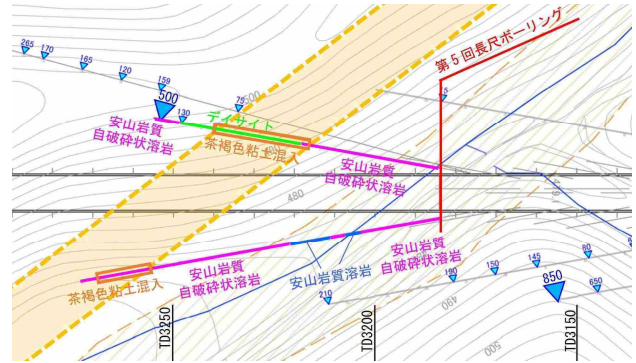 265
170
165
120
159
500
75
500
130
デイサイト
安山岩質
自破砕状溶岩
茶褐色粘土混入
安山岩質
自破砕状溶岩
第5回長尺ボーリング
480
安山岩質
自破砕状溶岩
安山岩質溶岩
安山岩質
自破砕状溶岩
茶褐色粘土混入
210
190
150
145
80
850
650
490
500
TD3250
TD3200
TD3150